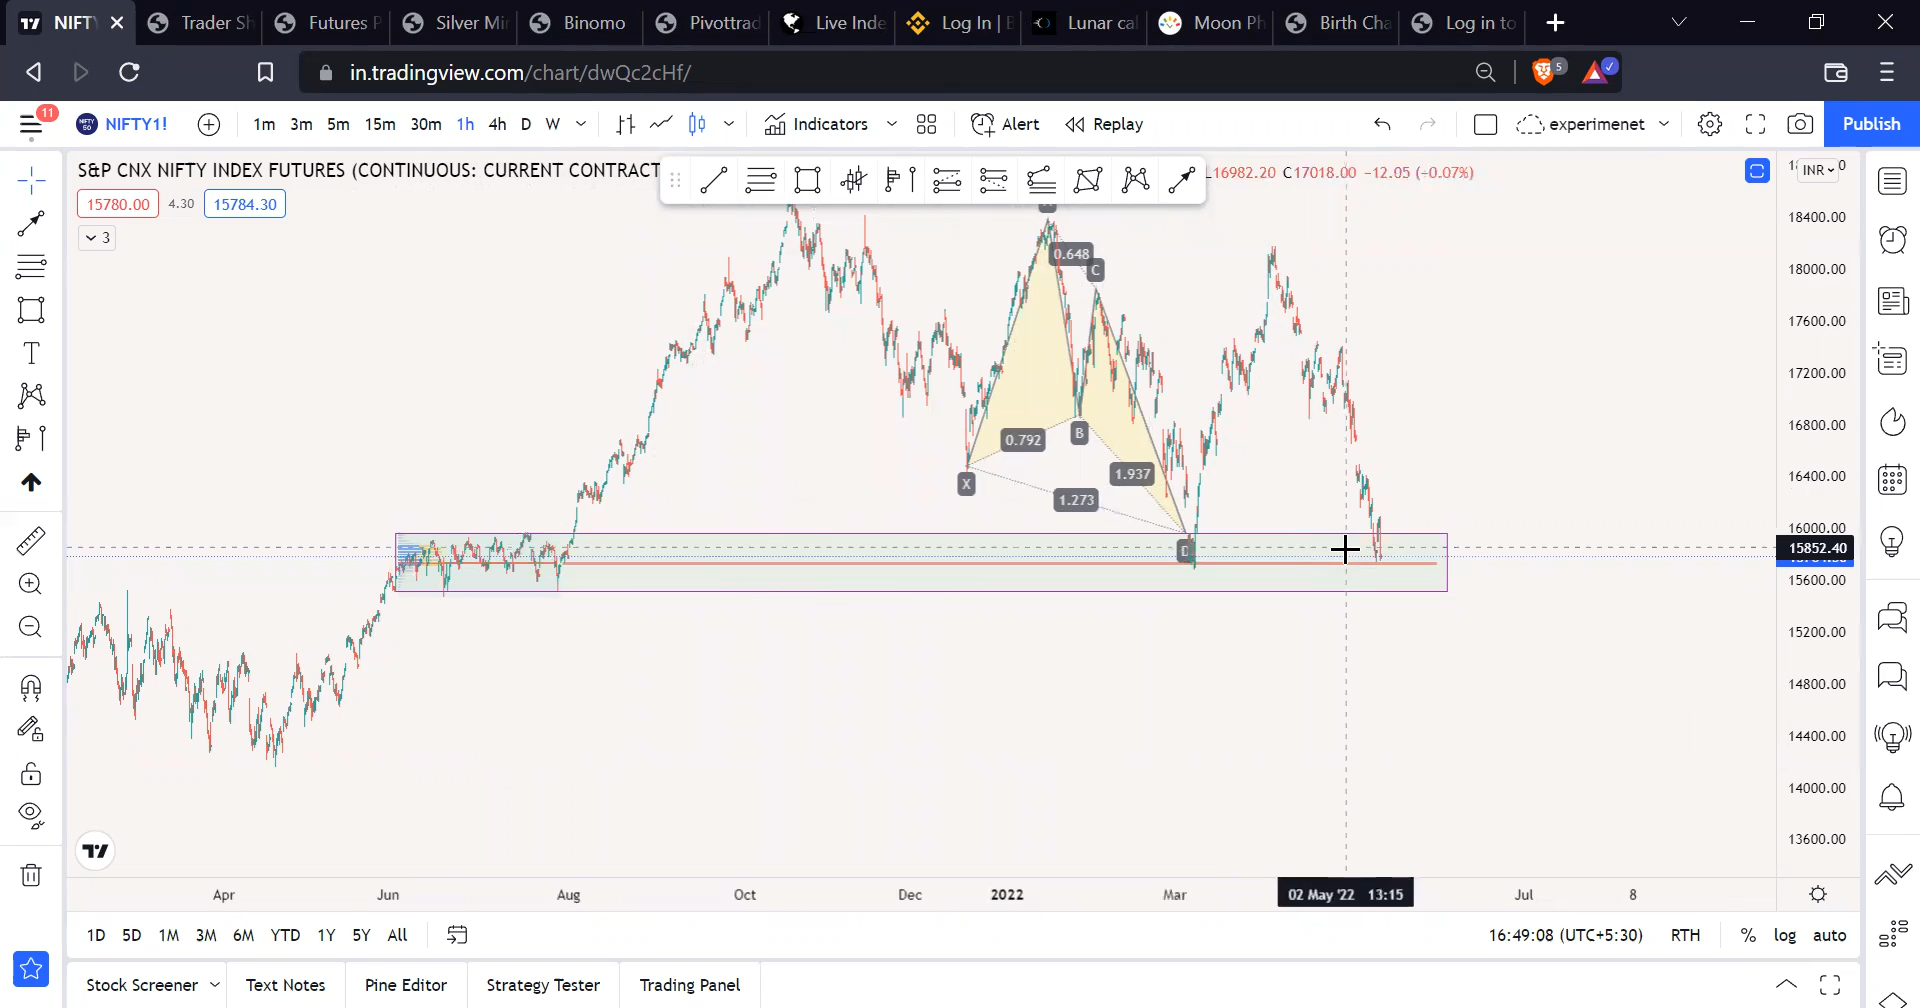 NIFT
Trader Sh
Futures P
Silver Mi
Binomo
Pivottrad
Live Inde
Log In |
Lunar cal
Moon Ph
Birth Cha
Log in to
in.tradingview.com/chart/dwQc2cHf/
5
11
NIFTY1!
1m 3m 5m 15m 30m 1h 4h D W
Indicators
Alert
Replay
experimenet
Publish
S&P CNX NIFTY INDEX FUTURES (CONTINUOUS: CURRENT CONTRACT
16982.20 C17018.00 −12.05 (−0.07%)
INR
15780.00 4.30 15784.30
3
18400.00
18000.00
17600.00
17200.00
16800.00
16400.00
16000.00
15852.40
15600.00
15200.00
14800.00
14400.00
14000.00
13600.00
0.648
C
0.792
B
1.937
X
1.273
D
Apr Jun Aug Oct Dec 2022 Mar 02 May '22 13:15 Jul 8
1D 5D 1M 3M 6M YTD 1Y 5Y All
16:49:08 (UTC+5:30) RTH % log auto
Stock Screener Text Notes Pine Editor Strategy Tester Trading Panel